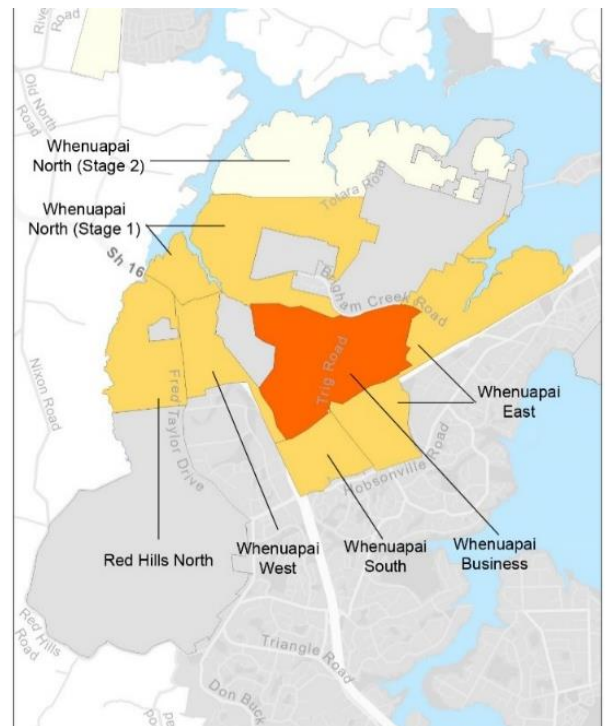 River
Road
Old North
Road
Whenuapai
North (Stage 2)
Totara Road
Whenuapai
North (Stage 1)
Sh 16
Brigham Creek Road
Trig Road
Nixon Road
Fred Taylor Drive
Whenuapai
East
Hobsonville Road
Red Hills North
Whenuapai
West
Whenuapai
South
Whenuapai
Business
Red Hills
Road
Triangle Road
Don Buck